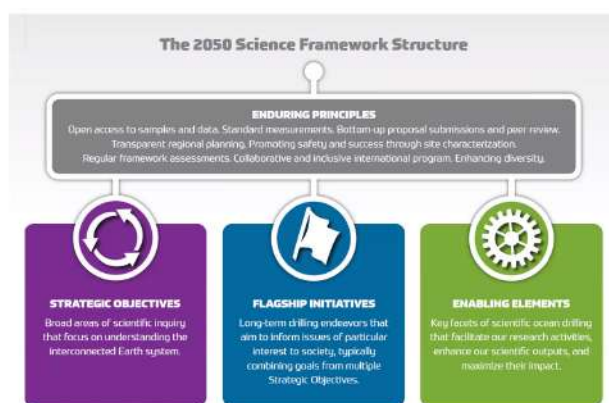 The 2050 Science Framework Structure
ENDURING PRINCIPLES
Open access to samples and data. Standard measurements. Bottom-up proposal submissions and peer review.
Transparent regional planning. Promoting safety and success through site characterization.
Regular framework assessments. Collaborative and inclusive international program. Enhancing diversity.
STRATEGIC OBJECTIVES
Broad areas of scientific inquiry
that focus on understanding the
interconnected Earth system.
FLAGSHIP INITIATIVES
Long-term drilling endeavors that
aim to inform issues of particular
interest to society, typically
combining goals from multiple
Strategic Objectives.
ENABLING ELEMENTS
Key facets of scientific ocean drilling
that facilitate our research activities,
enhance our scientific outputs, and
maximize their impact.